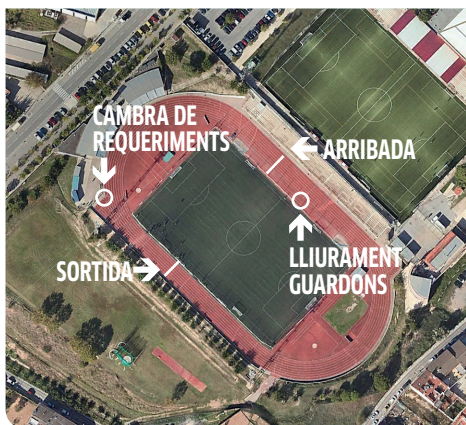 CAMBRA DE
REQUERIMENTS
ARRIBADA
SORTIDA
LLIURAMENT
GUARDONS